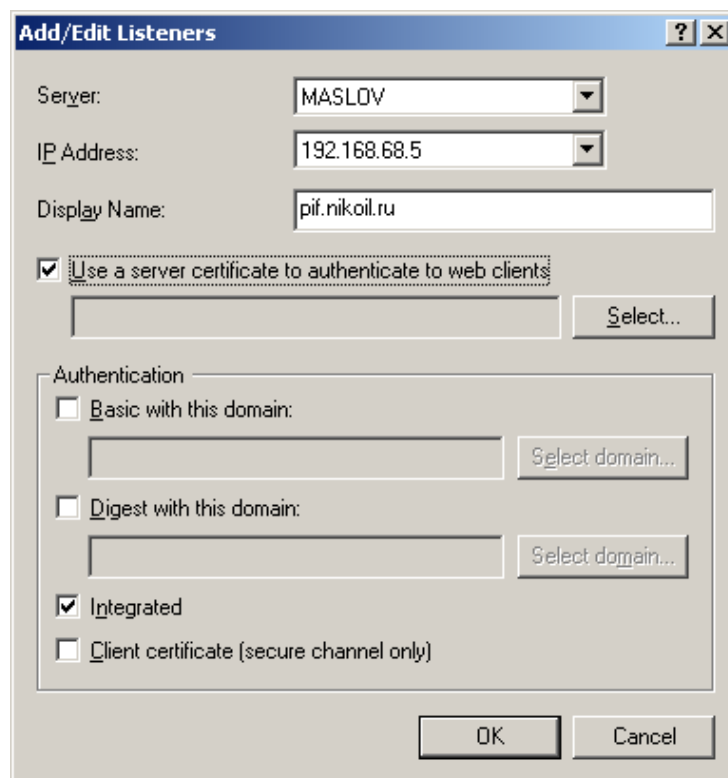 Add/Edit Listeners
Server: MASLOV
IP Address: 192.168.68.5
Display Name: pif.nikoil.ru
Use a server certificate to authenticate to web clients
Select...
Authentication
Basic with this domain:
Select domain...
Digest with this domain:
Select domain...
Integrated
Client certificate (secure channel only)
OK Cancel